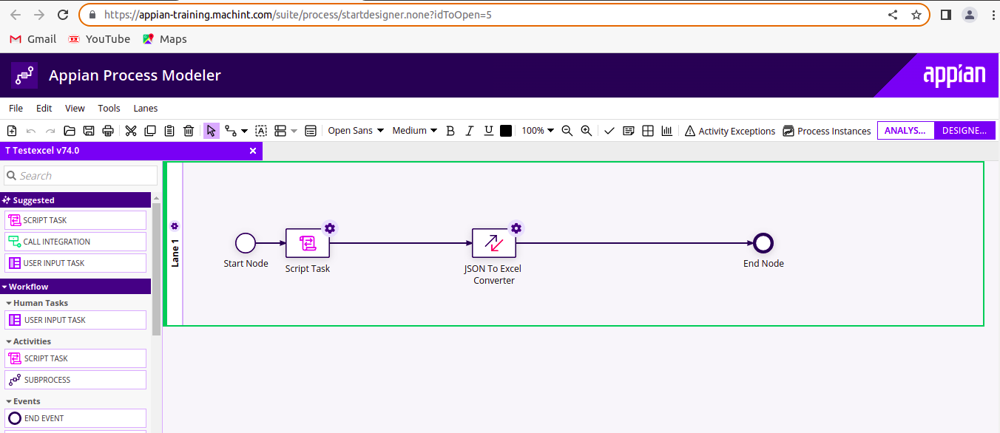 https://appian-training.machint.com/suite/process/startdesigner.none?idToOpen=5
Gmail YouTube Maps
Appian Process Modeler
appian
File Edit View Tools Lanes
Open Sans Medium B I U 100% Activity Exceptions Process Instances ANALYS... DESIGNE...
T Testexcel v74.0
Search
Suggested
SCRIPT TASK
CALL INTEGRATION
USER INPUT TASK
Workflow
Human Tasks
USER INPUT TASK
Activities
SCRIPT TASK
SUBPROCESS
Events
END EVENT
Lane 1
Start Node
Script Task
JSON To Excel
Converter
End Node